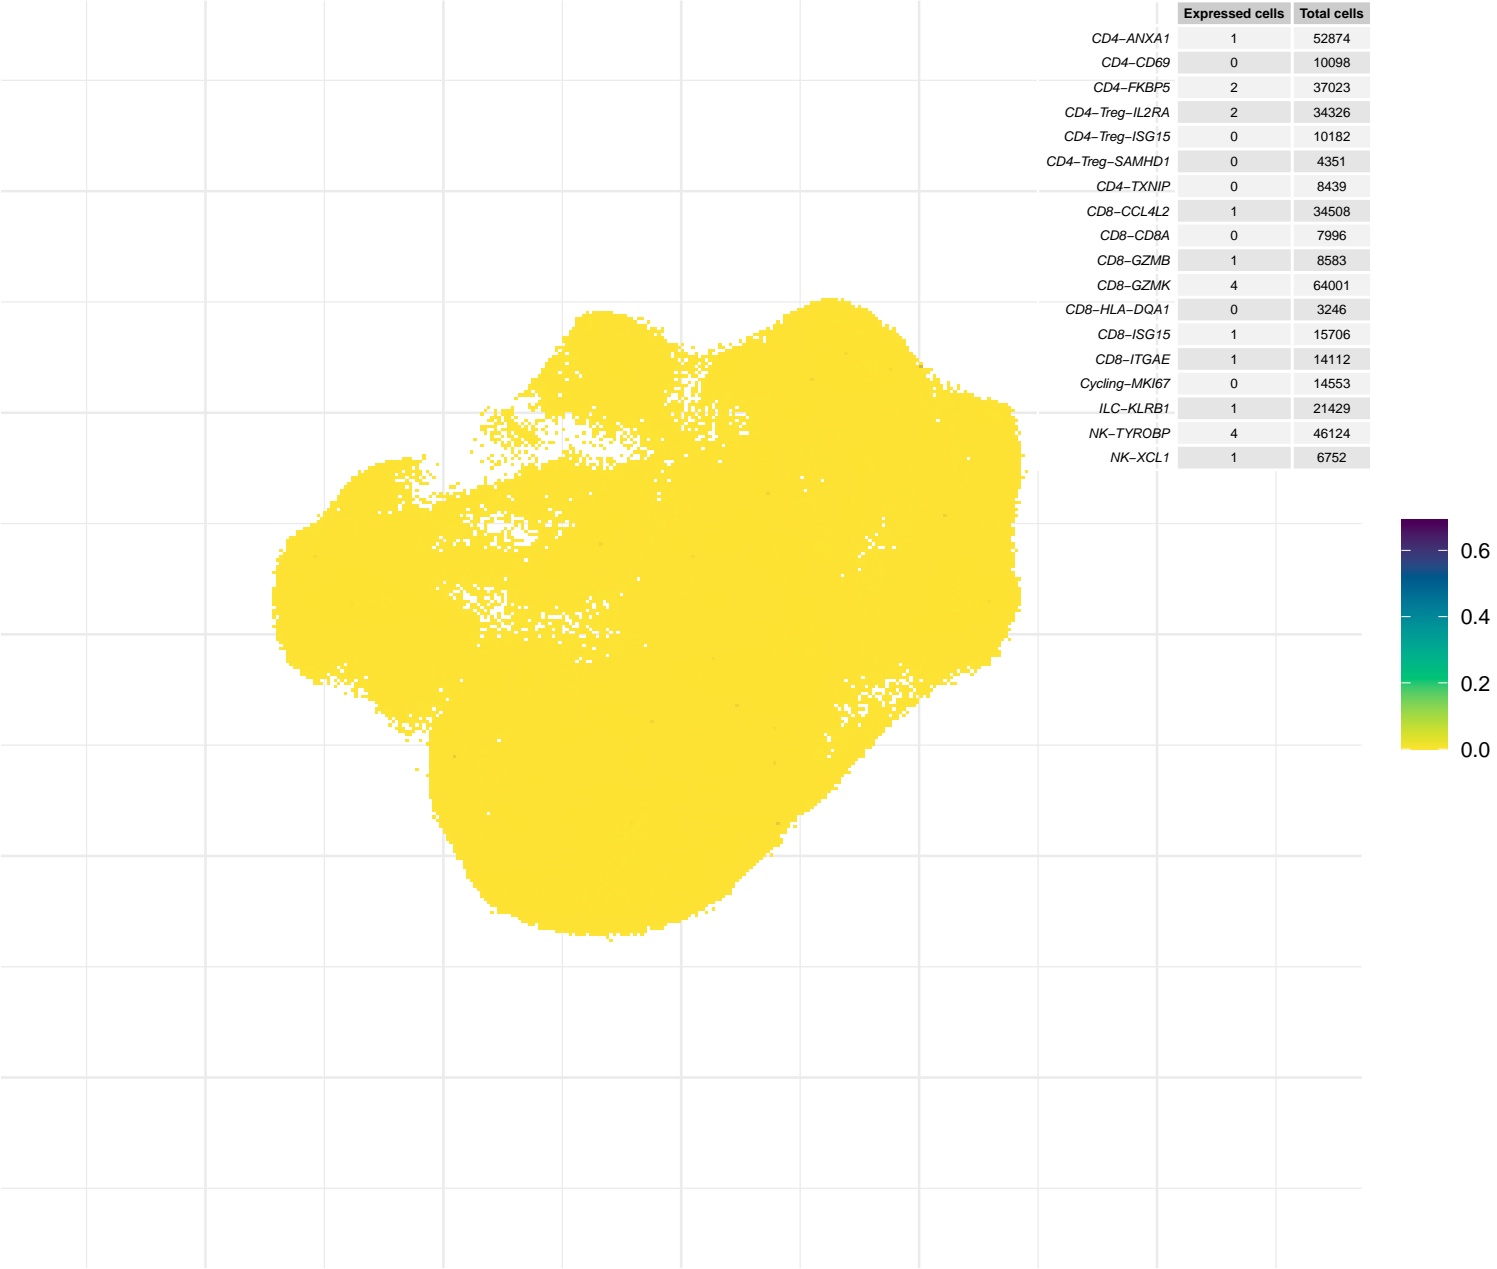 Expressed cells Total cells
CD4−ANXA1 1 52874
CD4−CD69 0 10098
CD4−FKBP5 2 37023
CD4−Treg−IL2RA 2 34326
CD4−Treg−ISG15 0 10182
CD4−Treg−SAMHD1 0 4351
CD4−TXNIP 0 8439
CD8−CCL4L2 1 34508
CD8−CD8A 0 7996
CD8−GZMB 1 8583
CD8−GZMK 4 64001
CD8−HLA−DQA1 0 3246
CD8−ISG15 1 15706
CD8−ITGAE 1 14112
Cycling−MKI67 0 14553
ILC−KLRB1 1 21429
NK−TYROBP 4 46124
NK−XCL1 1 6752
0.6
0.4
0.2
0.0